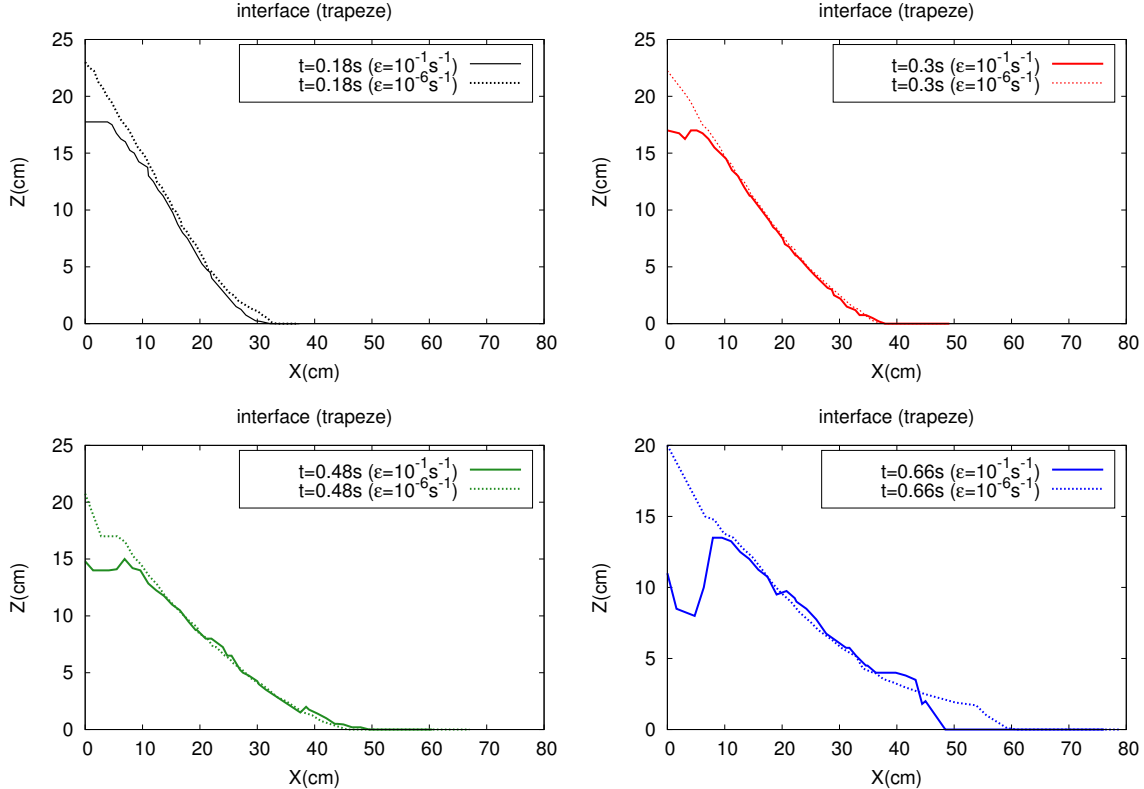 interface (trapeze)
25
20
15
10
5
0
0 10 20 30 40 50 60 70 80
Z(cm)
X(cm)
t=0.18s (ε=10⁻¹s⁻¹)
t=0.18s (ε=10⁻⁶s⁻¹)
interface (trapeze)
25
20
15
10
5
0
0 10 20 30 40 50 60 70 80
Z(cm)
X(cm)
t=0.3s (ε=10⁻¹s⁻¹)
t=0.3s (ε=10⁻⁶s⁻¹)
interface (trapeze)
25
20
15
10
5
0
0 10 20 30 40 50 60 70 80
Z(cm)
X(cm)
t=0.48s (ε=10⁻¹s⁻¹)
t=0.48s (ε=10⁻⁶s⁻¹)
interface (trapeze)
20
15
10
5
0
0 10 20 30 40 50 60 70 80
Z(cm)
X(cm)
t=0.66s (ε=10⁻¹s⁻¹)
t=0.66s (ε=10⁻⁶s⁻¹)